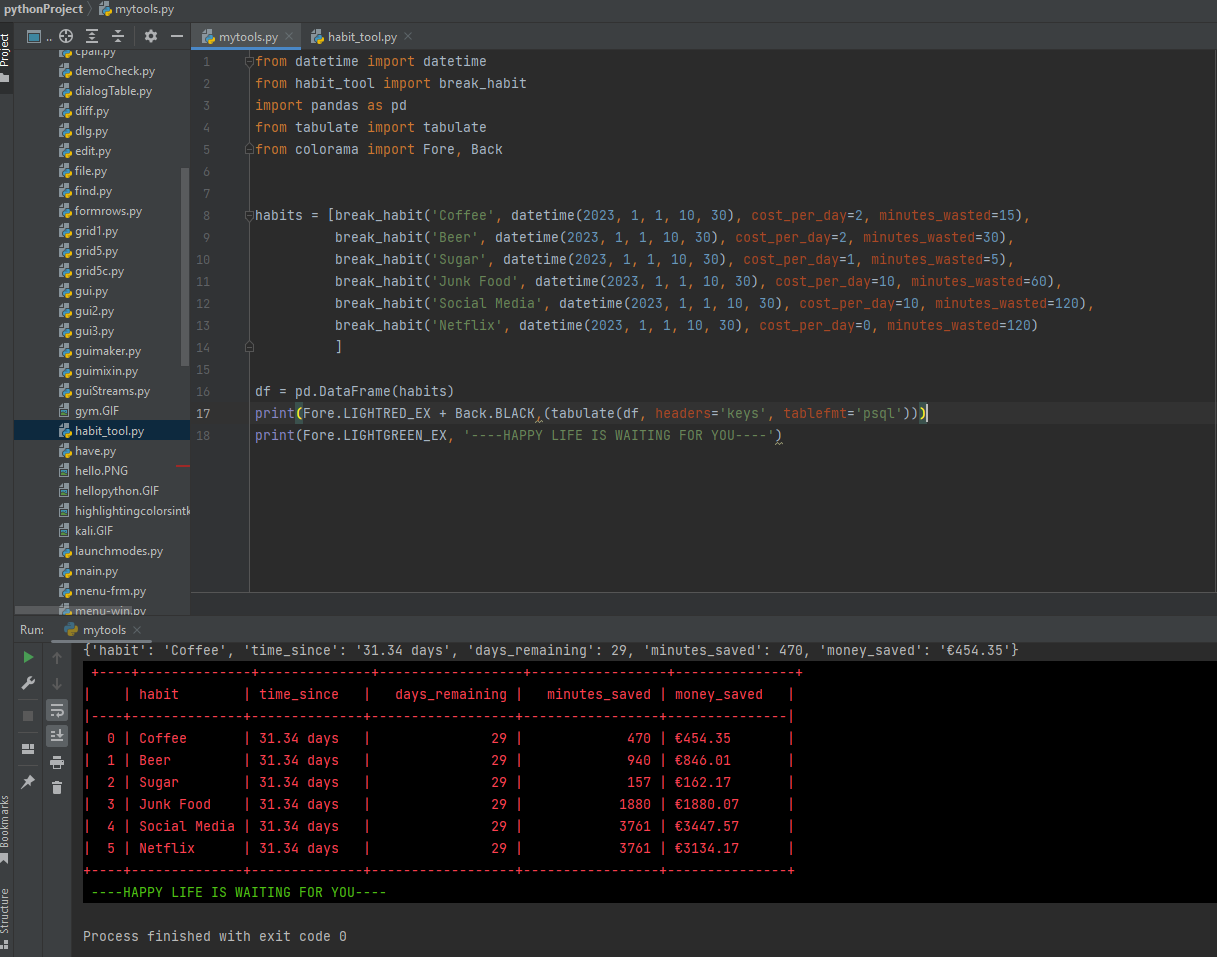 pythonProject mytools.py
Project
..
mytools.py
habit_tool.py
cpall.py
demoCheck.py
dialogTable.py
diff.py
dlg.py
edit.py
file.py
find.py
formrows.py
grid1.py
grid5.py
grid5c.py
gui.py
gui2.py
gui3.py
guimaker.py
guimixin.py
guiStreams.py
gym.GIF
habit_tool.py
have.py
hello.PNG
hellopython.GIF
highlightingcolorsintk
kali.GIF
launchmodes.py
main.py
menu-frm.py
menu-win.py
1 from datetime import datetime
2 from habit_tool import break_habit
3 import pandas as pd
4 from tabulate import tabulate
5 from colorama import Fore, Back
6
7
8 habits = [break_habit('Coffee', datetime(2023, 1, 1, 10, 30), cost_per_day=2, minutes_wasted=15),
9 break_habit('Beer', datetime(2023, 1, 1, 10, 30), cost_per_day=2, minutes_wasted=30),
10 break_habit('Sugar', datetime(2023, 1, 1, 10, 30), cost_per_day=1, minutes_wasted=5),
11 break_habit('Junk Food', datetime(2023, 1, 1, 10, 30), cost_per_day=10, minutes_wasted=60),
12 break_habit('Social Media', datetime(2023, 1, 1, 10, 30), cost_per_day=10, minutes_wasted=120),
13 break_habit('Netflix', datetime(2023, 1, 1, 10, 30), cost_per_day=0, minutes_wasted=120)
14 ]
15
16 df = pd.DataFrame(habits)
17 print(Fore.LIGHTRED_EX + Back.BLACK,(tabulate(df, headers='keys', tablefmt='psql')))
18 print(Fore.LIGHTGREEN_EX, '----HAPPY LIFE IS WAITING FOR YOU----')
Run: mytools
{'habit': 'Coffee', 'time_since': '31.34 days', 'days_remaining': 29, 'minutes_saved': 470, 'money_saved': '€454.35'}
+----+--------------+--------------+------------------+-----------------+---------------+
|    | habit        | time_since   |   days_remaining |   minutes_saved | money_saved   |
|----+--------------+--------------+------------------+-----------------+---------------|
|  0 | Coffee       | 31.34 days   |               29 |             470 | €454.35       |
|  1 | Beer         | 31.34 days   |               29 |             940 | €846.01       |
|  2 | Sugar        | 31.34 days   |               29 |             157 | €162.17       |
|  3 | Junk Food    | 31.34 days   |               29 |            1880 | €1880.07      |
|  4 | Social Media | 31.34 days   |               29 |            3761 | €3447.57      |
|  5 | Netflix      | 31.34 days   |               29 |            3761 | €3134.17      |
+----+--------------+--------------+------------------+-----------------+---------------+
----HAPPY LIFE IS WAITING FOR YOU----
Process finished with exit code 0
Bookmarks
Structure